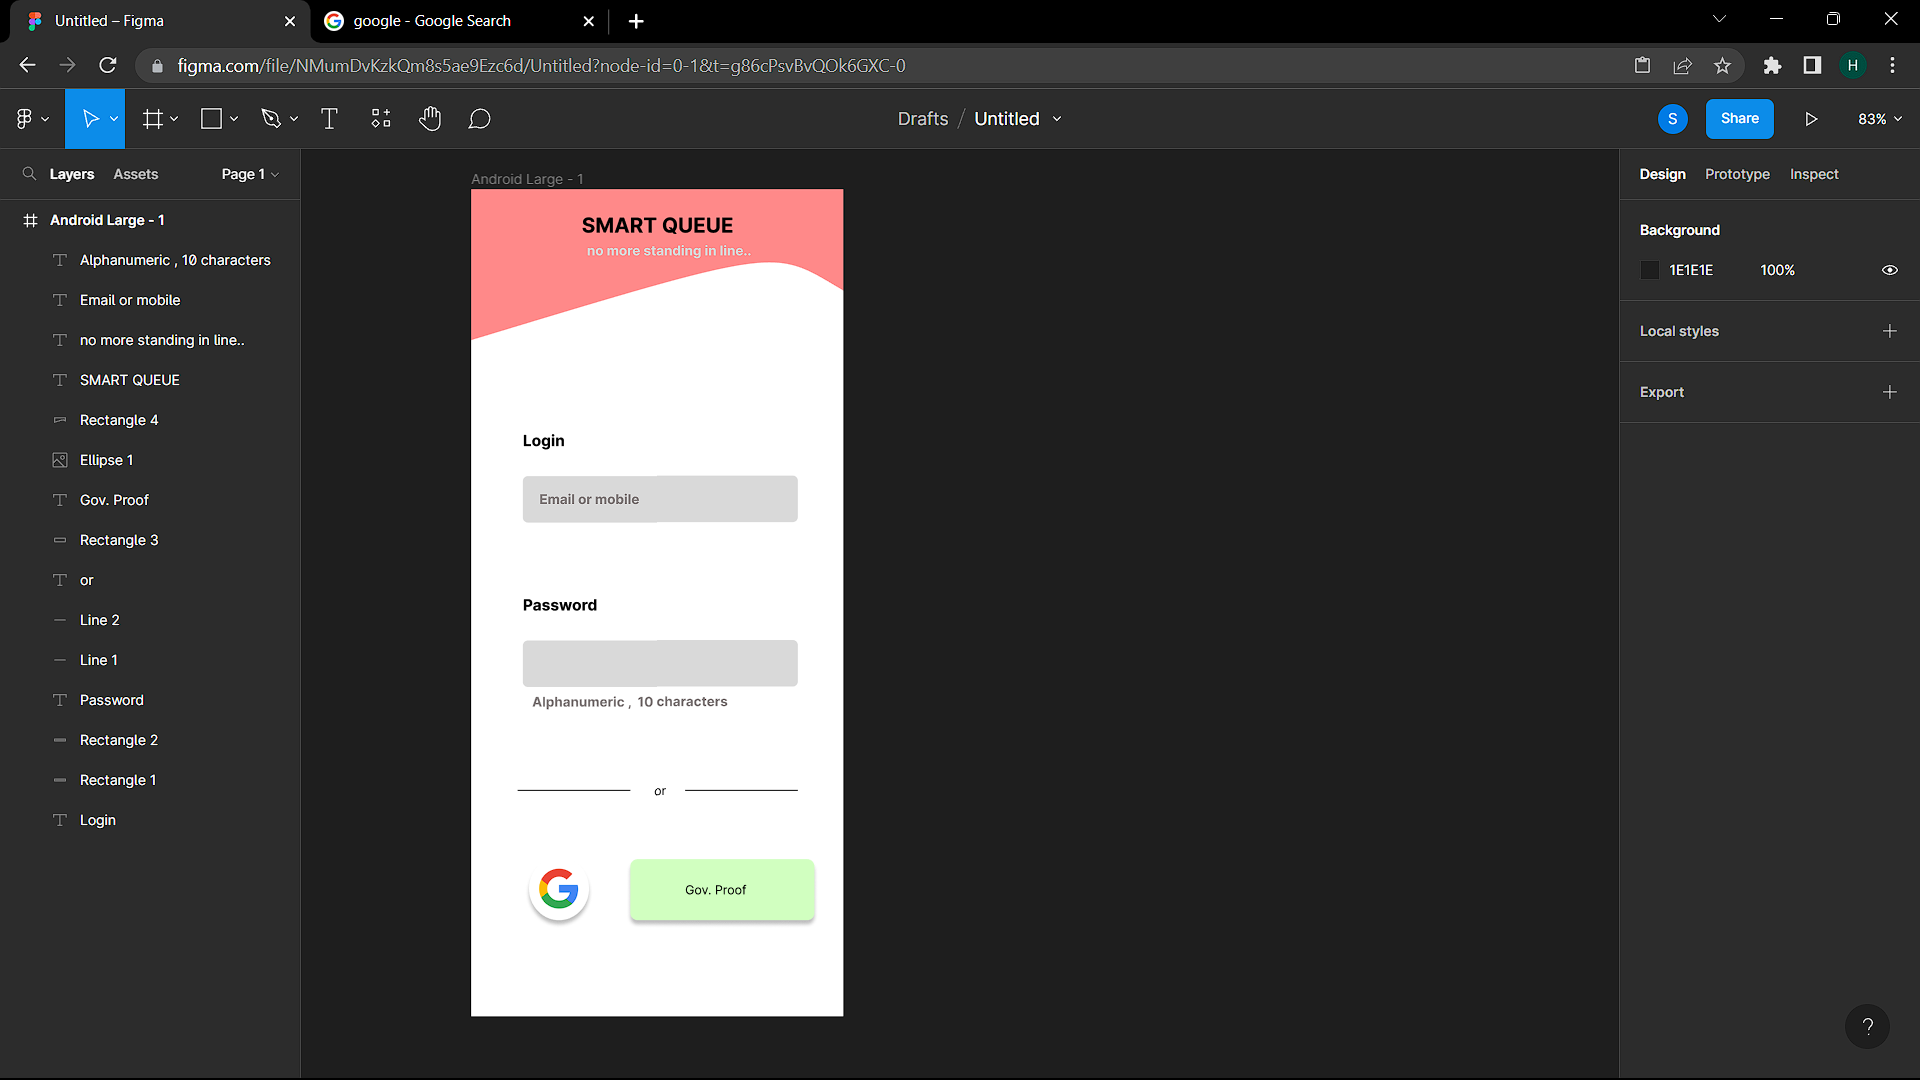 Untitled – Figma
google - Google Search
figma.com/file/NMumDvKzkQm8s5ae9Ezc6d/Untitled?node-id=0-1&t=g86cPsvBvQOk6GXC-0
H
Drafts / Untitled
S
Share
83%
Layers
Assets
Page 1
Android Large - 1
Alphanumeric , 10 characters
Email or mobile
no more standing in line..
SMART QUEUE
Rectangle 4
Ellipse 1
Gov. Proof
Rectangle 3
or
Line 2
Line 1
Password
Rectangle 2
Rectangle 1
Login
Android Large - 1
SMART QUEUE
no more standing in line..
Login
Email or mobile
Password
Alphanumeric , 10 characters
or
G
Gov. Proof
Design
Prototype
Inspect
Background
1E1E1E
100%
Local styles
Export
?